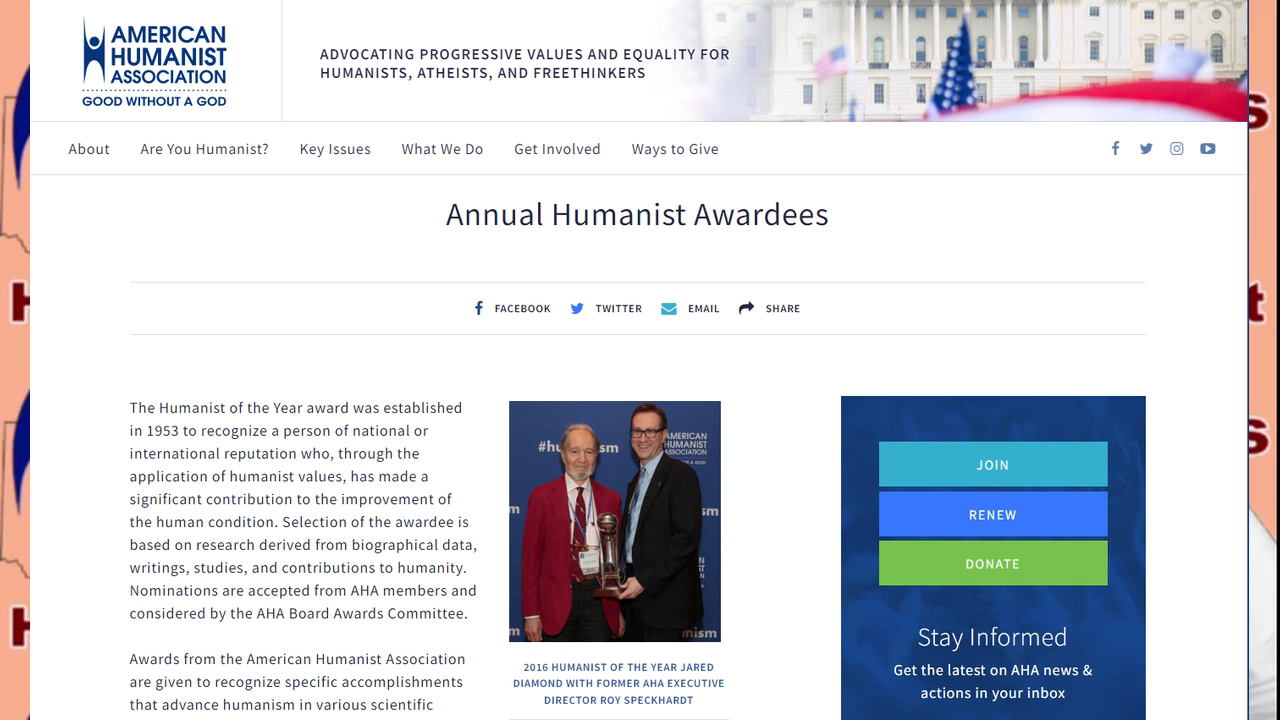 AMERICAN
HUMANIST
ASSOCIATION
GOOD WITHOUT A GOD
ADVOCATING PROGRESSIVE VALUES AND EQUALITY FOR
HUMANISTS, ATHEISTS, AND FREETHINKERS
About
Are You Humanist?
Key Issues
What We Do
Get Involved
Ways to Give
Annual Humanist Awardees
FACEBOOK
TWITTER
EMAIL
SHARE
The Humanist of the Year award was established
in 1953 to recognize a person of national or
international reputation who, through the
application of humanist values, has made a
significant contribution to the improvement of
the human condition. Selection of the awardee is
based on research derived from biographical data,
writings, studies, and contributions to humanity.
Nominations are accepted from AHA members and
considered by the AHA Board Awards Committee.
Awards from the American Humanist Association
are given to recognize specific accomplishments
that advance humanism in various scientific
AMERICAN
HUMANIST
ASSOCIATION
2016 HUMANIST OF THE YEAR JARED
DIAMOND WITH FORMER AHA EXECUTIVE
DIRECTOR ROY SPECKHARDT
JOIN
RENEW
DONATE
Stay Informed
Get the latest on AHA news &
actions in your inbox